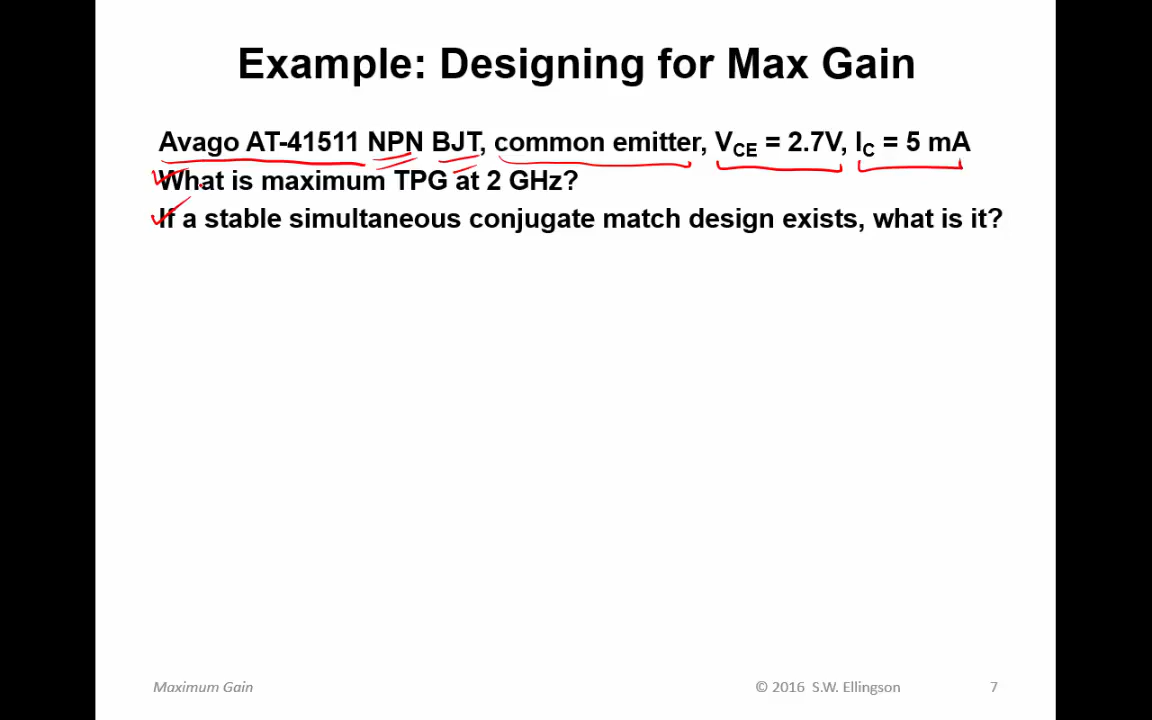 Example: Designing for Max Gain
Avago AT-41511 NPN BJT, common emitter, VCE = 2.7V, IC = 5 mA
What is maximum TPG at 2 GHz?
If a stable simultaneous conjugate match design exists, what is it?
Maximum Gain © 2016 S.W. Ellingson 7